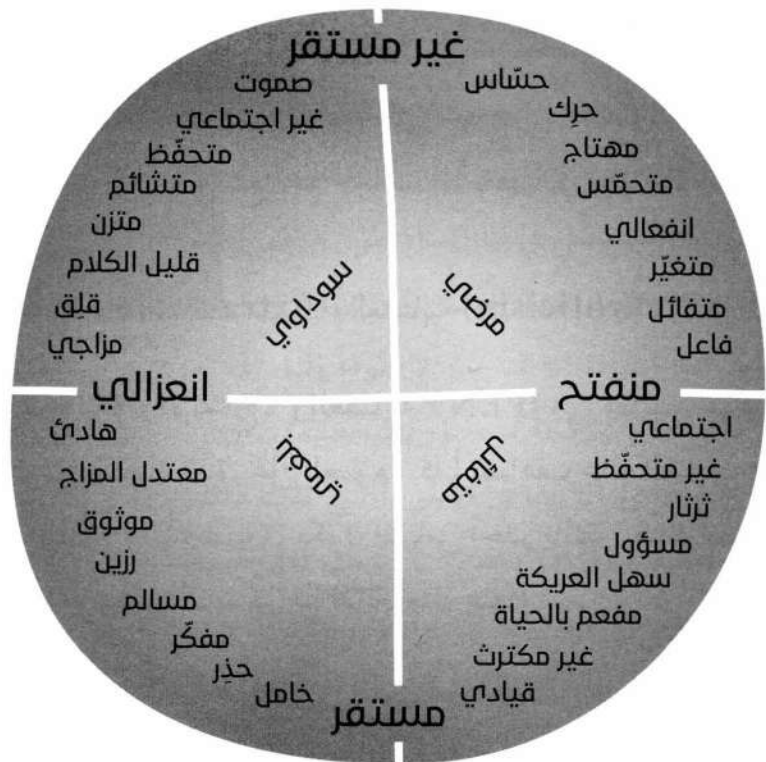 غير مستقر
حسّاس
حرِك
مهتاج
متحمّس
انفعالي
متغيّر
متفائل
فاعل
مرضي
صموت
غير اجتماعي
متحفّظ
متشائم
متزن
قليل الكلام
قلِق
مزاجي
سوداوي
منفتح
انعزالي
اجتماعي
غير متحفّظ
ثرثار
مسؤول
سهل العريكة
مفعم بالحياة
غير مكترث
قيادي
متفائل
هادئ
معتدل المزاج
موثوق
رزين
مسالم
مفكّر
حذِر
خامل
بلغمي
مستقر